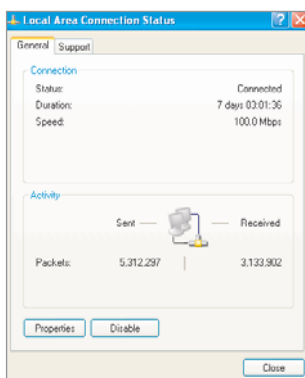 Local Area Connection Status
General Support
Connection
Status: Connected
Duration: 7 days 03:01:36
Speed: 100.0 Mbps
Activity
Sent Received
Packets: 5,312,297 3,133,902
Properties Disable
Close